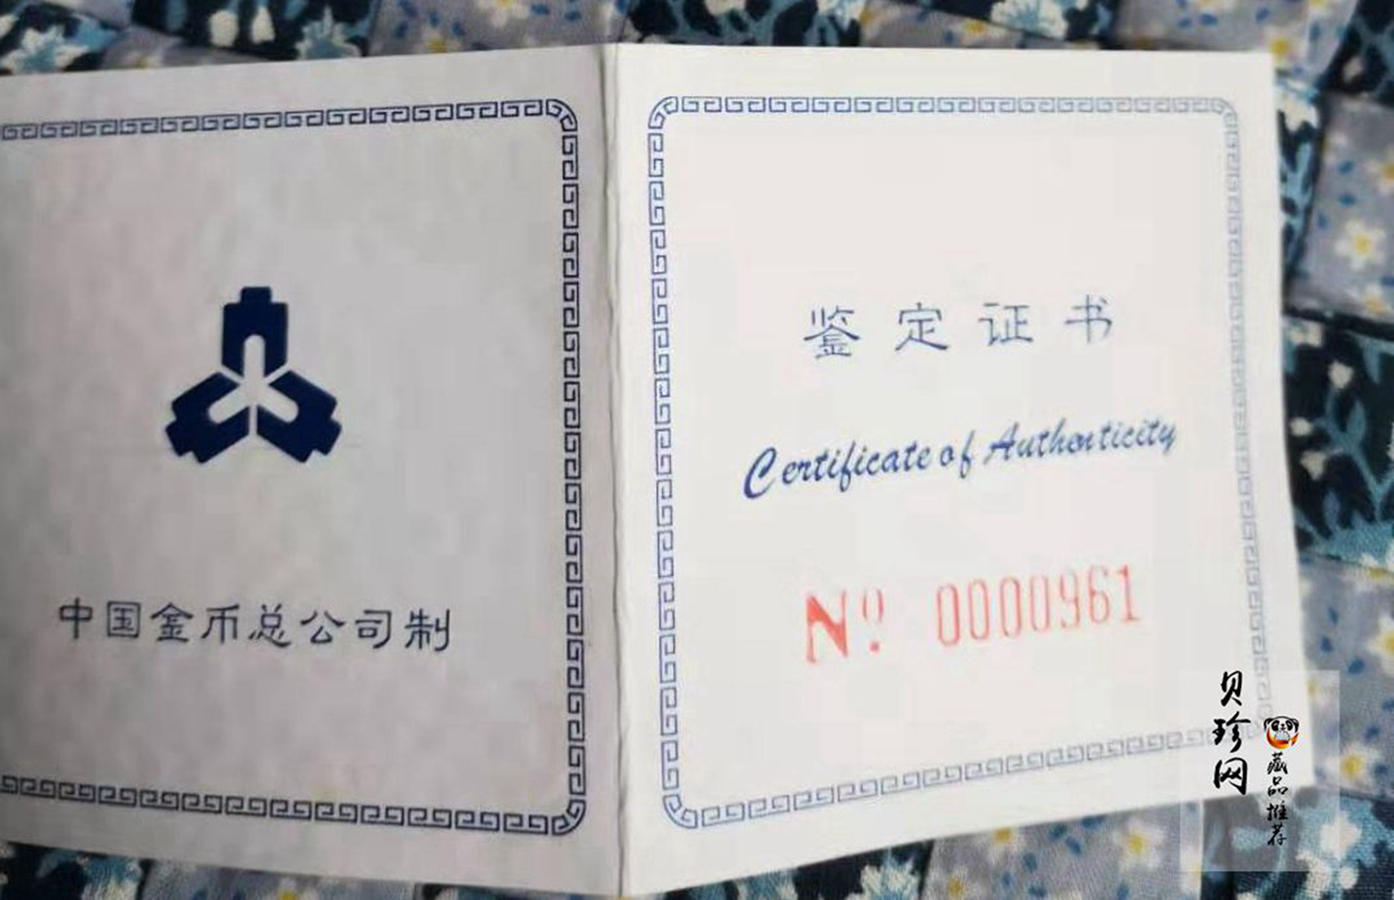 中国金币总公司制
鉴定证书
Certificate of Authenticity
Nº 0000961
贝珍网
藏品推荐